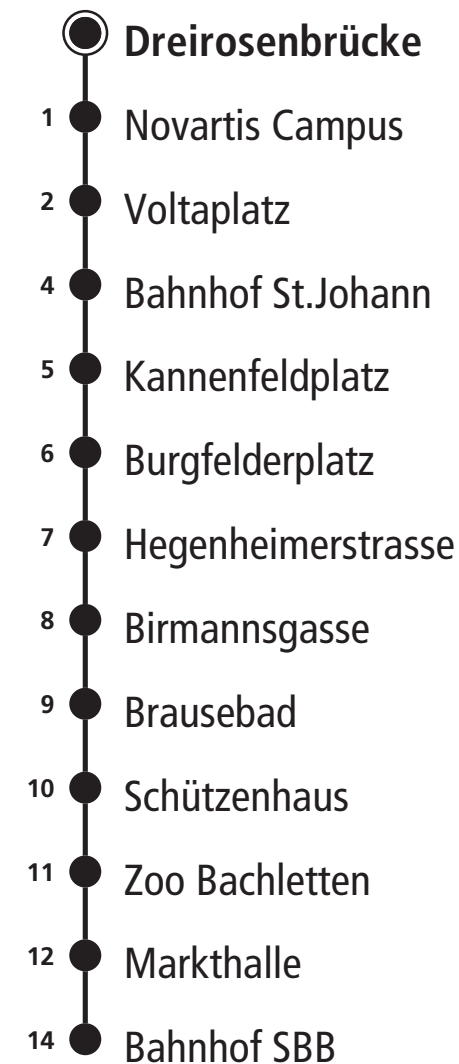 Dreirosenbrücke
1 Novartis Campus
2 Voltaplatz
4 Bahnhof St.Johann
5 Kannenfeldplatz
6 Burgfelderplatz
7 Hegenheimerstrasse
8 Birmannsgasse
9 Brausebad
10 Schützenhaus
11 Zoo Bachletten
12 Markthalle
14 Bahnhof SBB